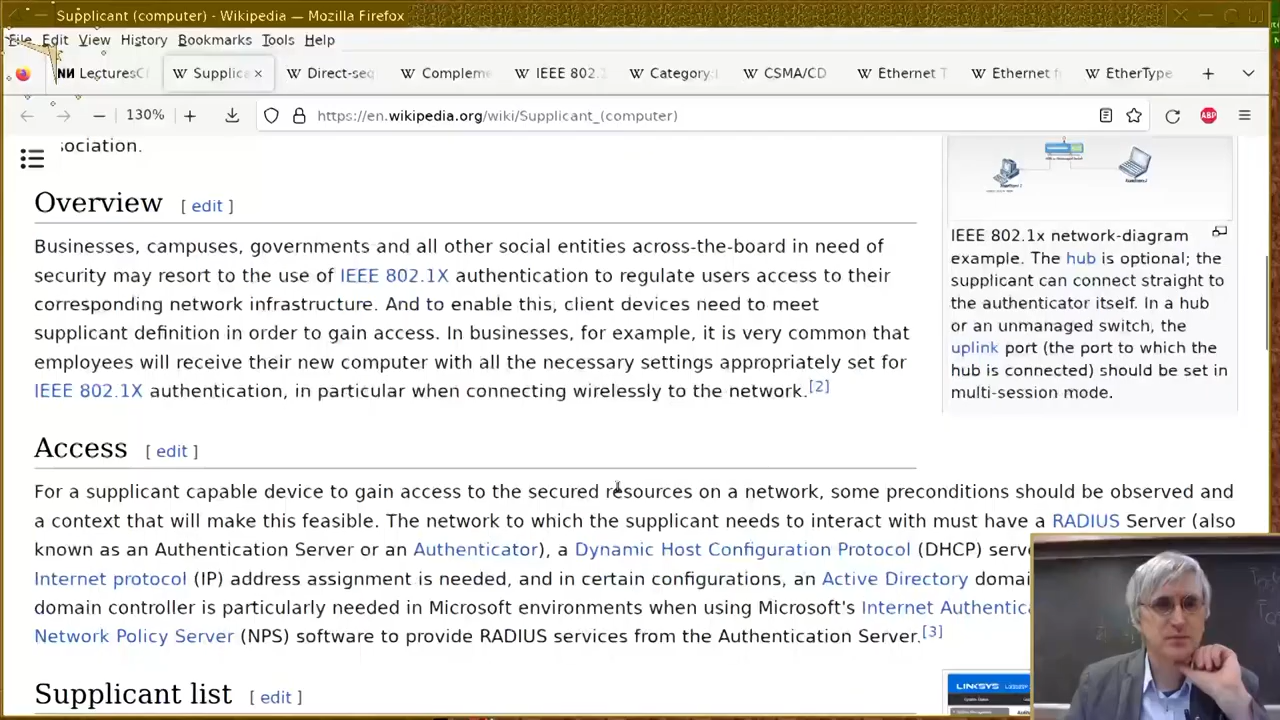 Supplicant (computer) - Wikipedia — Mozilla Firefox
File Edit View History Bookmarks Tools Help
Lectures Supplica × Direct-seq Compleme IEEE 802. Category: CSMA/CD Ethernet T Ethernet f EtherType
130% https://en.wikipedia.org/wiki/Supplicant_(computer) ABP
sociation.
Overview [ edit ]
Businesses, campuses, governments and all other social entities across-the-board in need of
security may resort to the use of IEEE 802.1X authentication to regulate users access to their
corresponding network infrastructure. And to enable this, client devices need to meet
supplicant definition in order to gain access. In businesses, for example, it is very common that
employees will receive their new computer with all the necessary settings appropriately set for
IEEE 802.1X authentication, in particular when connecting wirelessly to the network.[2]
IEEE 802.1x network-diagram
example. The hub is optional; the
supplicant can connect straight to
the authenticator itself. In a hub
or an unmanaged switch, the
uplink port (the port to which the
hub is connected) should be set in
multi-session mode.
Access [ edit ]
For a supplicant capable device to gain access to the secured resources on a network, some preconditions should be observed and
a context that will make this feasible. The network to which the supplicant needs to interact with must have a RADIUS Server (also
known as an Authentication Server or an Authenticator), a Dynamic Host Configuration Protocol (DHCP) serve
Internet protocol (IP) address assignment is needed, and in certain configurations, an Active Directory domai
domain controller is particularly needed in Microsoft environments when using Microsoft's Internet Authentica
Network Policy Server (NPS) software to provide RADIUS services from the Authentication Server.[3]
Supplicant list [ edit ]
LINKSYS